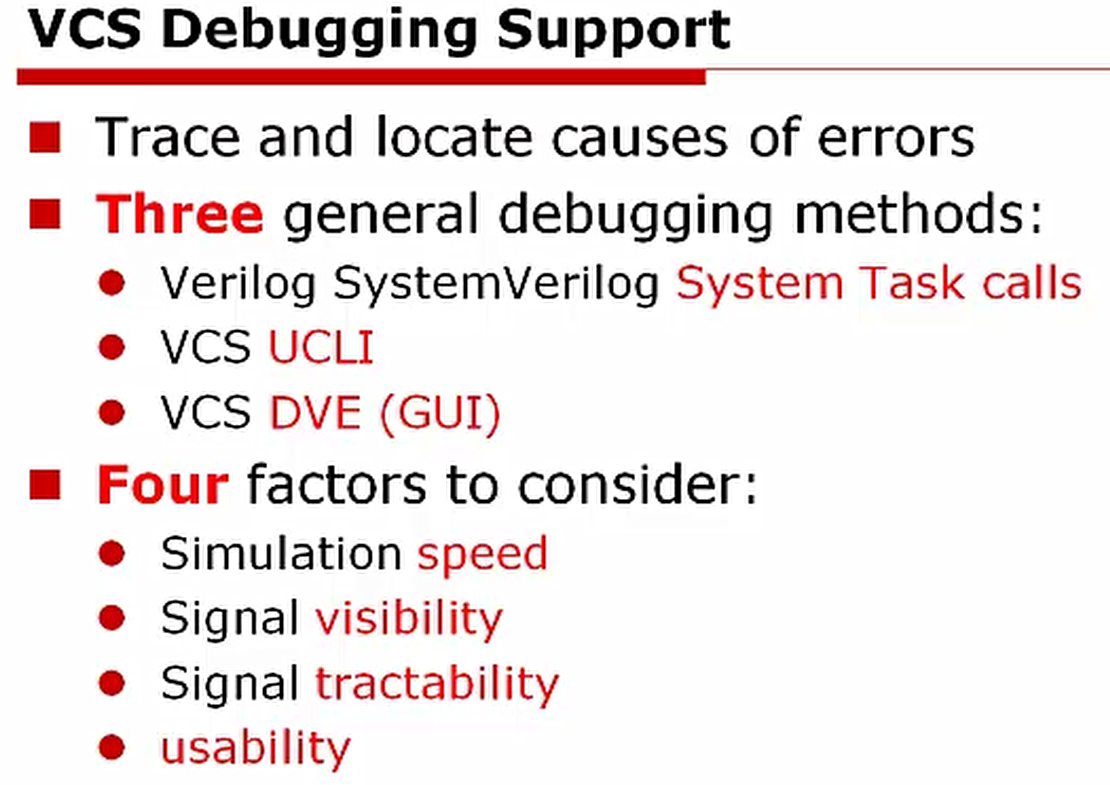 VCS Debugging Support
Trace and locate causes of errors
Three general debugging methods:
Verilog SystemVerilog System Task calls
VCS UCLI
VCS DVE (GUI)
Four factors to consider:
Simulation speed
Signal visibility
Signal tractability
usability